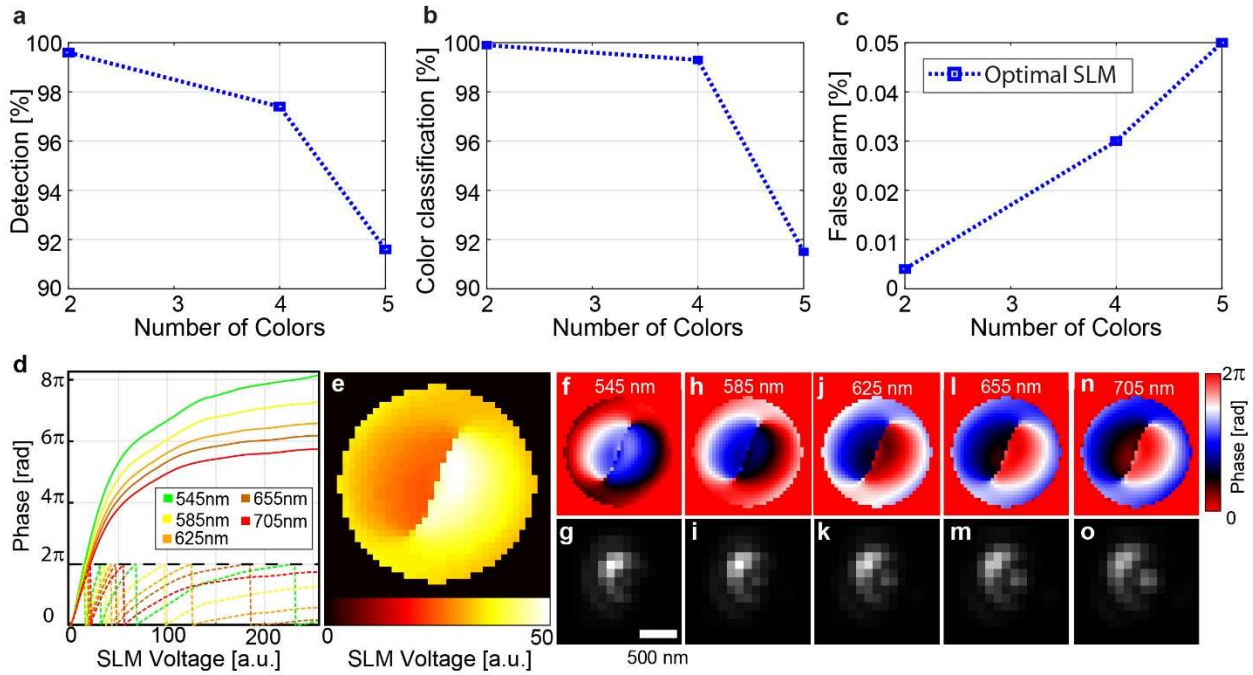 a
100
98
96
94
92
90
Detection [%]
2 3 4 5
Number of Colors
b
100
98
96
94
92
90
Color classification [%]
2 3 4 5
Number of Colors
c
0.05
0.04
0.03
0.02
0.01
0
False alarm [%]
Optimal SLM
2 3 4 5
Number of Colors
d
8π
6π
4π
2π
0
Phase [rad]
545nm 655nm
585nm 705nm
625nm
0 100 200
SLM Voltage [a.u.]
e
0 50
SLM Voltage [a.u.]
f 545 nm
h 585 nm
j 625 nm
l 655 nm
n 705 nm
2π
Phase [rad]
0
g
i
k
m
o
500 nm